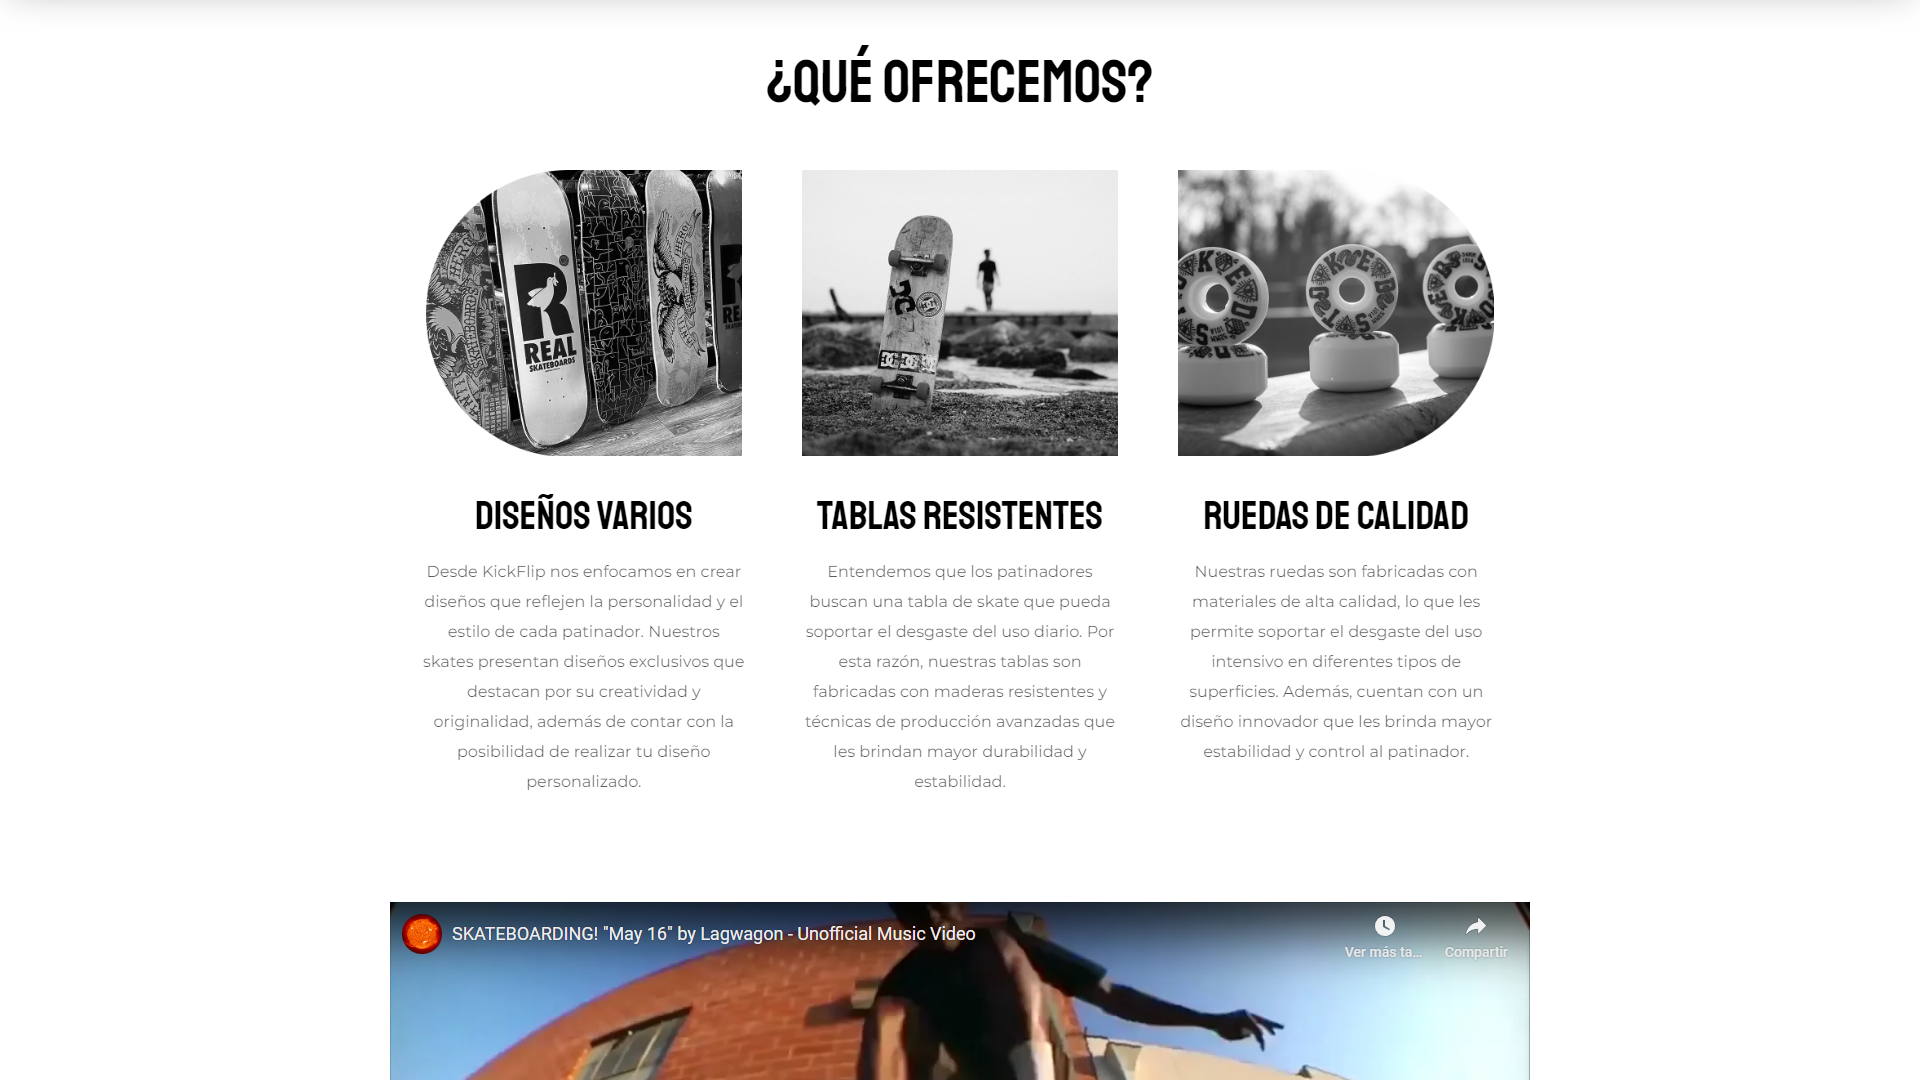 ¿QUÉ OFRECEMOS?
REAL
SKATEBOARDS
DC
DISEÑOS VARIOS
Desde KickFlip nos enfocamos en crear
diseños que reflejen la personalidad y el
estilo de cada patinador. Nuestros
skates presentan diseños exclusivos que
destacan por su creatividad y
originalidad, además de contar con la
posibilidad de realizar tu diseño
personalizado.
TABLAS RESISTENTES
Entendemos que los patinadores
buscan una tabla de skate que pueda
soportar el desgaste del uso diario. Por
esta razón, nuestras tablas son
fabricadas con maderas resistentes y
técnicas de producción avanzadas que
les brindan mayor durabilidad y
estabilidad.
RUEDAS DE CALIDAD
Nuestras ruedas son fabricadas con
materiales de alta calidad, lo que les
permite soportar el desgaste del uso
intensivo en diferentes tipos de
superficies. Además, cuentan con un
diseño innovador que les brinda mayor
estabilidad y control al patinador.
SKATEBOARDING! "May 16" by Lagwagon - Unofficial Music Video
Ver más ta...
Compartir